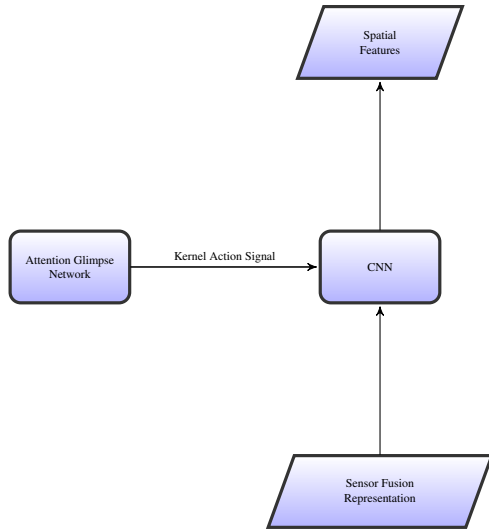 Spatial
Features
Attention Glimpse
Network
Kernel Action Signal
CNN
Sensor Fusion
Representation